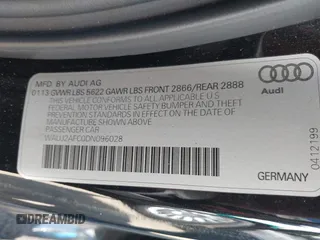 MFD. BY AUDI AG
0113 GVWR LBS 5622 GAWR LBS FRONT 2866/REAR 2888
THIS VEHICLE CONFORMS TO ALL APPLICABLE
FEDERAL MOTOR VEHICLE SAFETY BUMPER AND THEFT
PREVENTION STANDARDS IN EFFECT ON THE DATE OF
MANUFACTURE SHOWN ABOVE
PASSENGER CAR
WAUJ2AFC0DN096028
Audi
GERMANY
0412199
DREAMBID